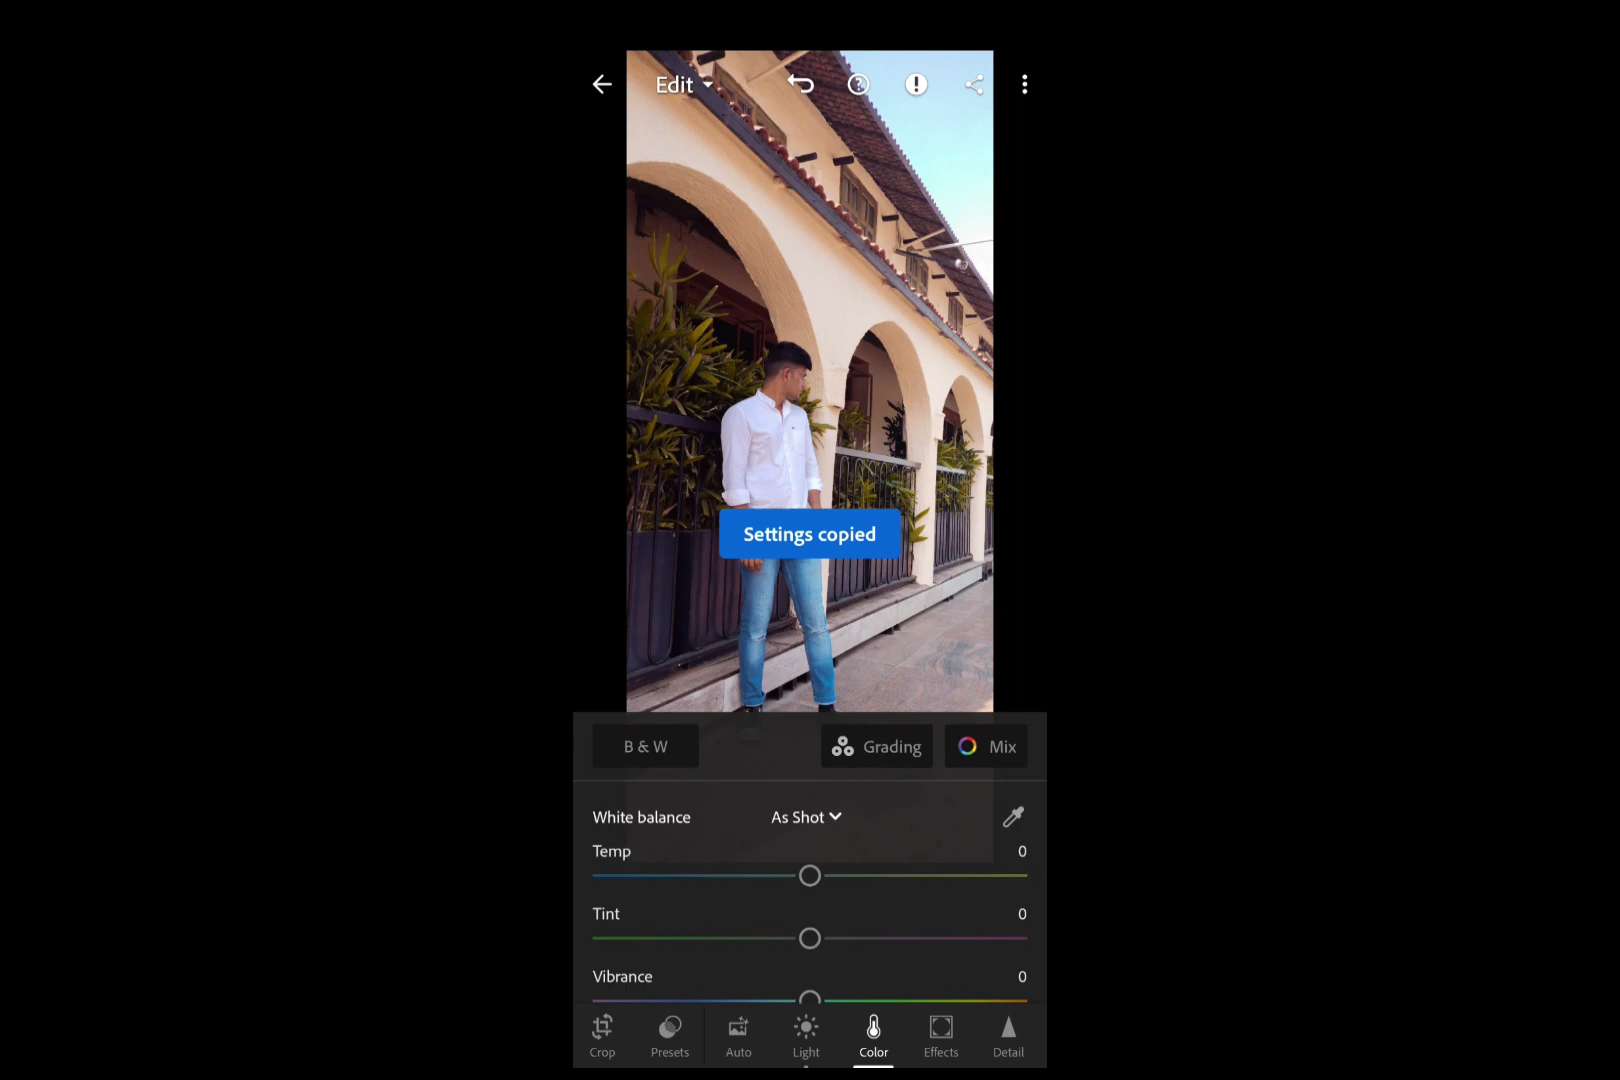 Edit
Settings copied
B & W
Grading
Mix
White balance
As Shot
Temp
0
Tint
0
Vibrance
0
Crop
Presets
Auto
Light
Color
Effects
Detail